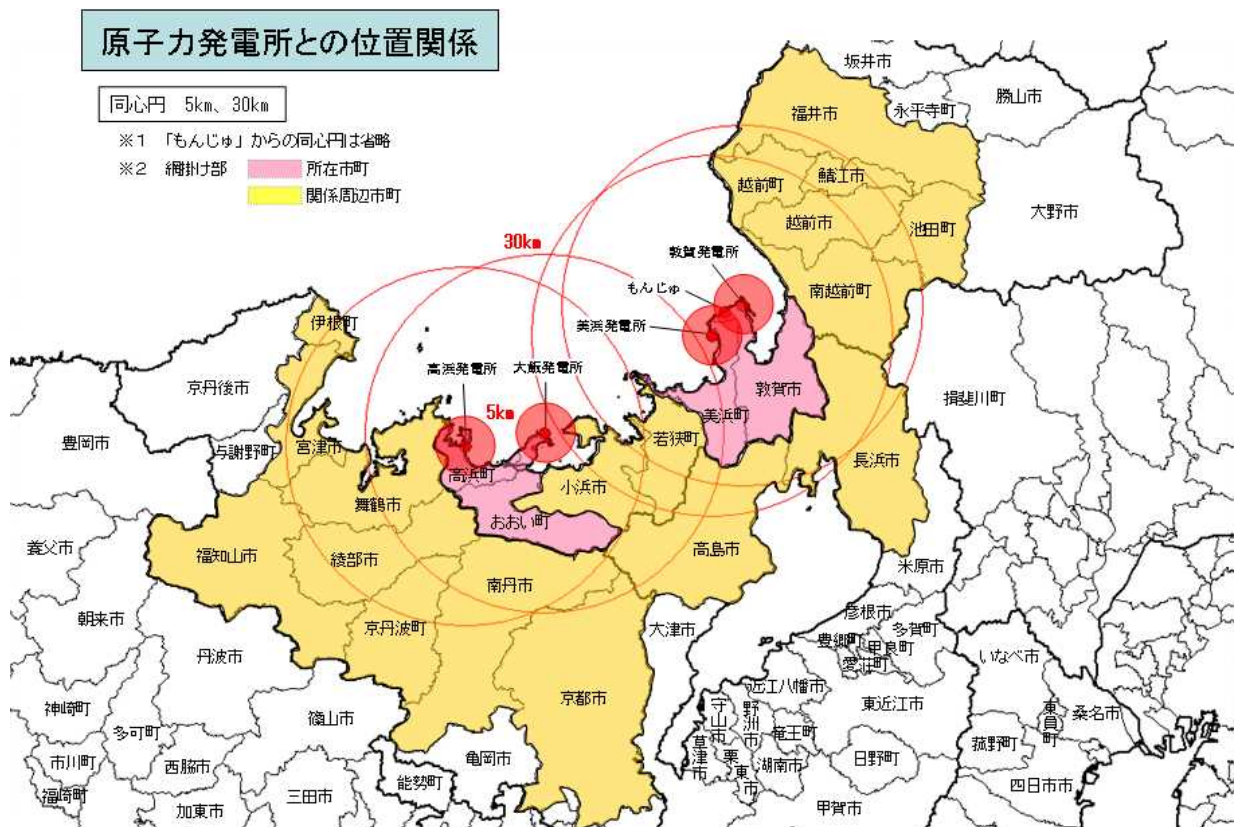 原子力発電所との位置関係
同心円 5km、30km
※1 「もんじゅ」からの同心円は省略
※2 網掛け部 所在市町
関係周辺市町
坂井市
勝山市
永平寺町
福井市
越前町
鯖江市
越前市
池田町
大野市
南越前町
30km
敦賀発電所
もんじゅ
美浜発電所
高浜発電所
大飯発電所
5km
伊根町
京丹後市
与謝野町
宮津市
豊岡市
舞鶴市
高浜町
おおい町
小浜市
若狭町
美浜町
敦賀市
長浜市
揖斐川町
高島市
養父市
福知山市
綾部市
南丹市
京丹波町
朝来市
丹波市
京都市
大津市
米原市
彦根市
多賀町
豊郷町
甲良町
愛荘町
いなべ市
神崎町
多可町
篠山市
近江八幡市
東近江市
守山市
野洲市
竜王町
草津市
栗東市
湖南市
日野町
菰野町
東員町
桑名市
市川町
西脇市
亀岡市
能勢町
福崎町
加東市
三田市
甲賀市
四日市市